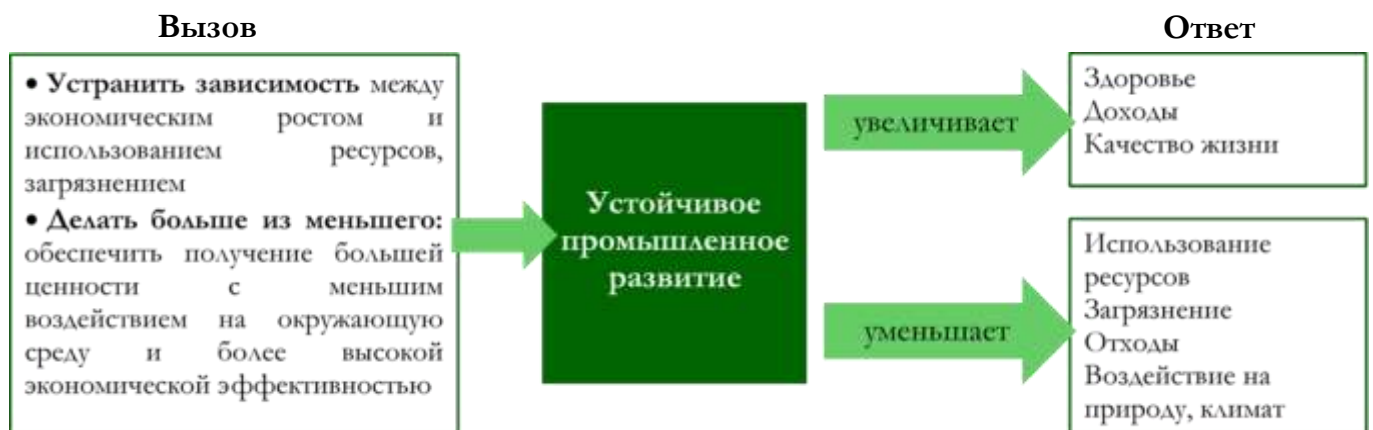 Вызов
• Устранить зависимость между
экономическим ростом и
использованием ресурсов,
загрязнением
• Делать больше из меньшего:
обеспечить получение большей
ценности с меньшим
воздействием на окружающую
среду и более высокой
экономической эффективностью
Устойчивое
промышленное
развитие
увеличивает
уменьшает
Ответ
Здоровье
Доходы
Качество жизни
Использование
ресурсов
Загрязнение
Отходы
Воздействие на
природу, климат